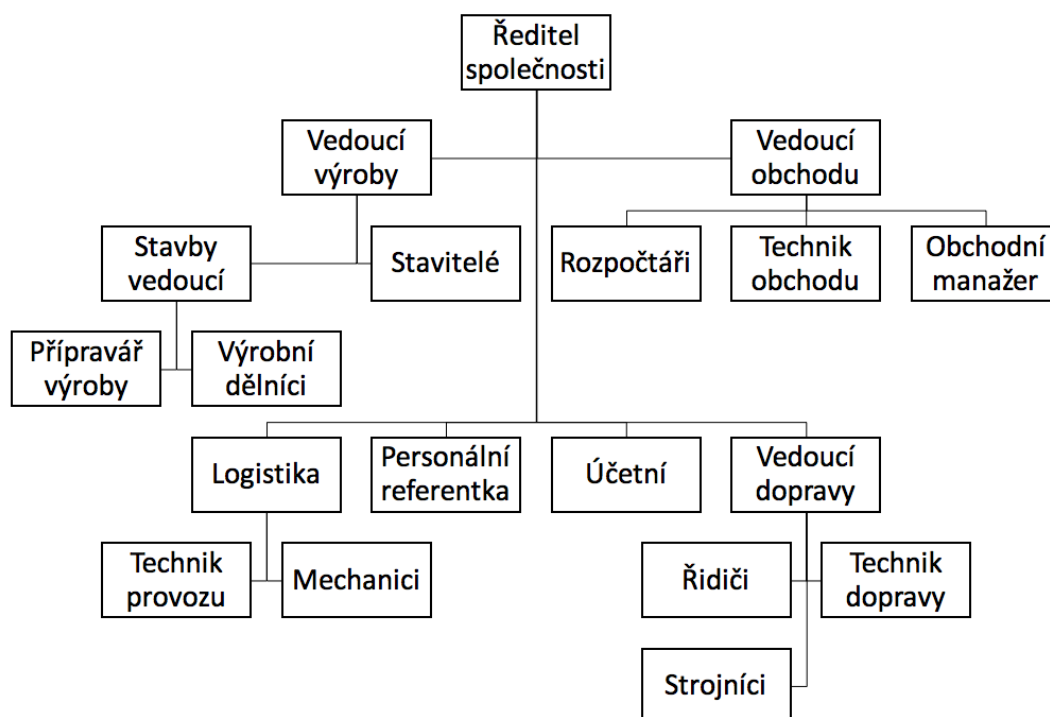 Ředitel
společnosti
Vedoucí
výroby
Vedoucí
obchodu
Stavby
vedoucí
Stavitelé
Rozpočtáři
Technik
obchodu
Obchodní
manažer
Přípravář
výroby
Výrobní
dělníci
Logistika
Personální
referentka
Účetní
Vedoucí
dopravy
Technik
provozu
Mechanici
Řidiči
Technik
dopravy
Strojníci